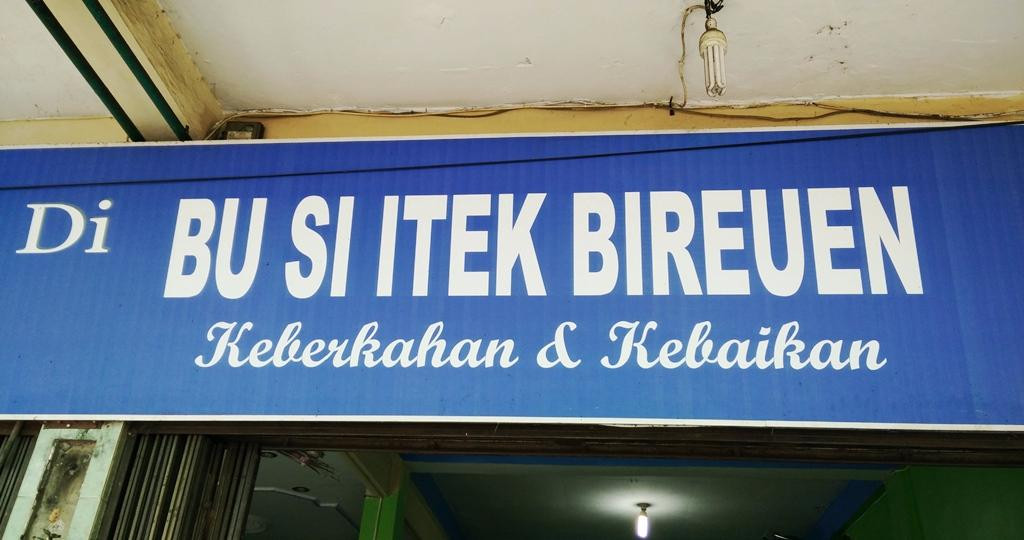 Di BU SI ITEK BIREUEN
Keberkahan & Kebaikan